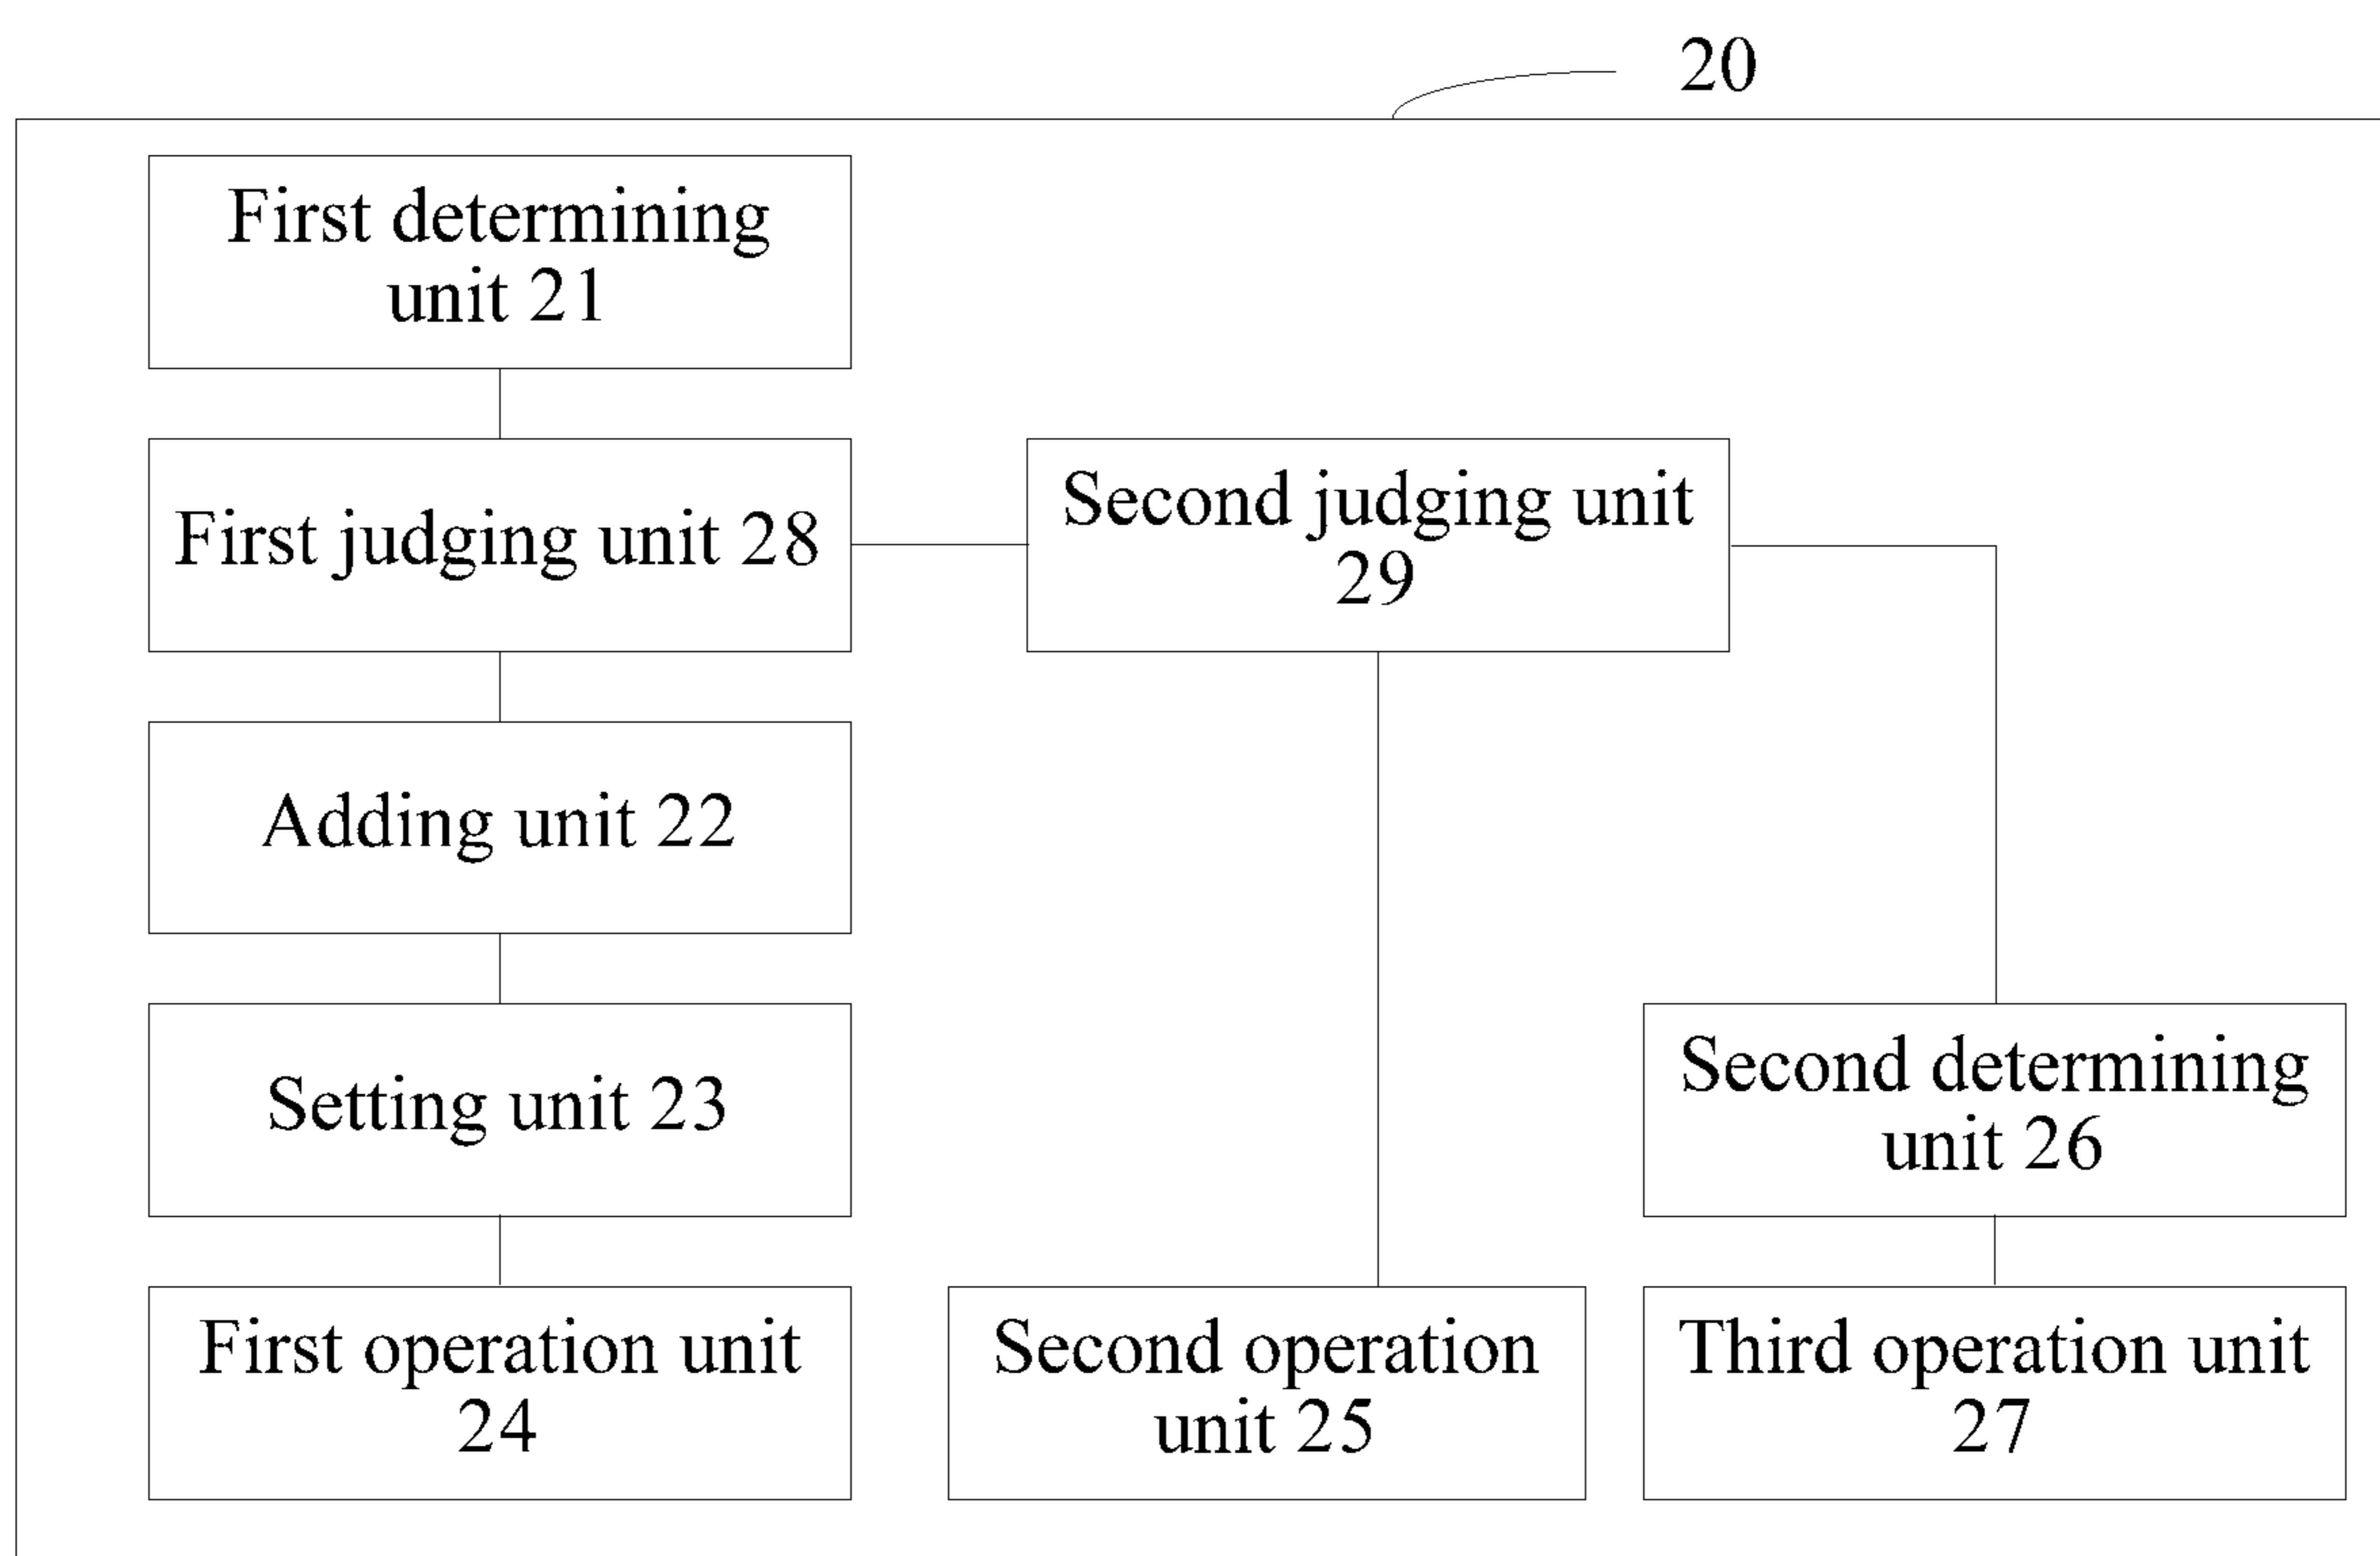 20
First determining
unit 21
First judging unit 28
Second judging unit
29
Adding unit 22
Setting unit 23
Second determining
unit 26
First operation unit
24
Second operation
unit 25
Third operation unit
27